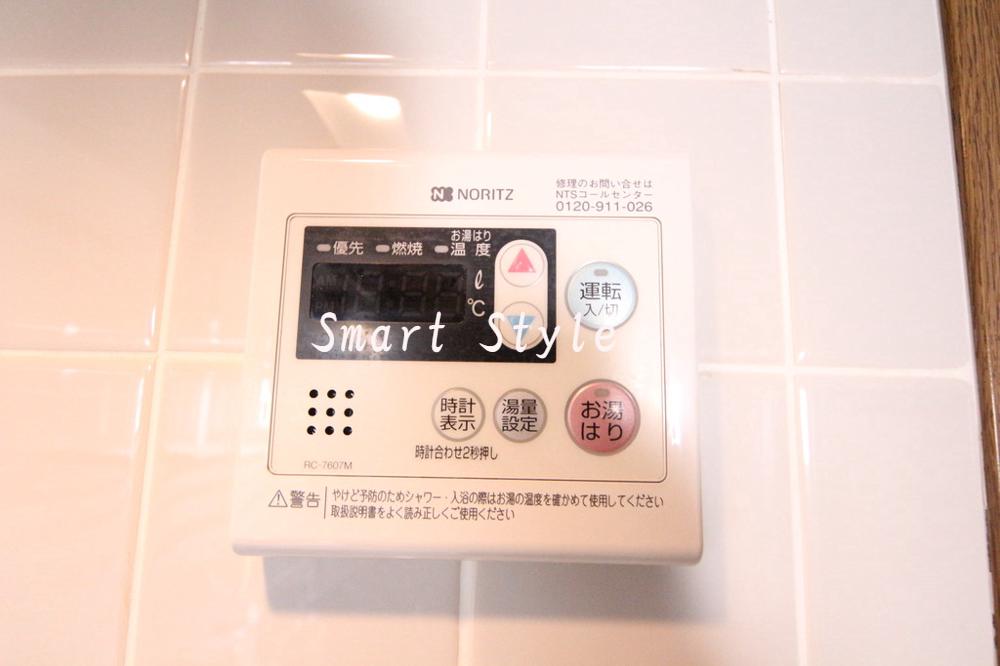 NORITZ
修理のお問い合せは
NTSコールセンター
0120-911-026
お湯はり
優先 燃焼 温度
ℓ
℃
運転
入/切
Smart Style
時計
表示
湯量
設定
お湯
はり
時計合わせ2秒押し
RC-7607M
警告
やけど予防のためシャワー・入浴の際はお湯の温度を確かめて使用してください
取扱説明書をよく読み正しくご使用ください